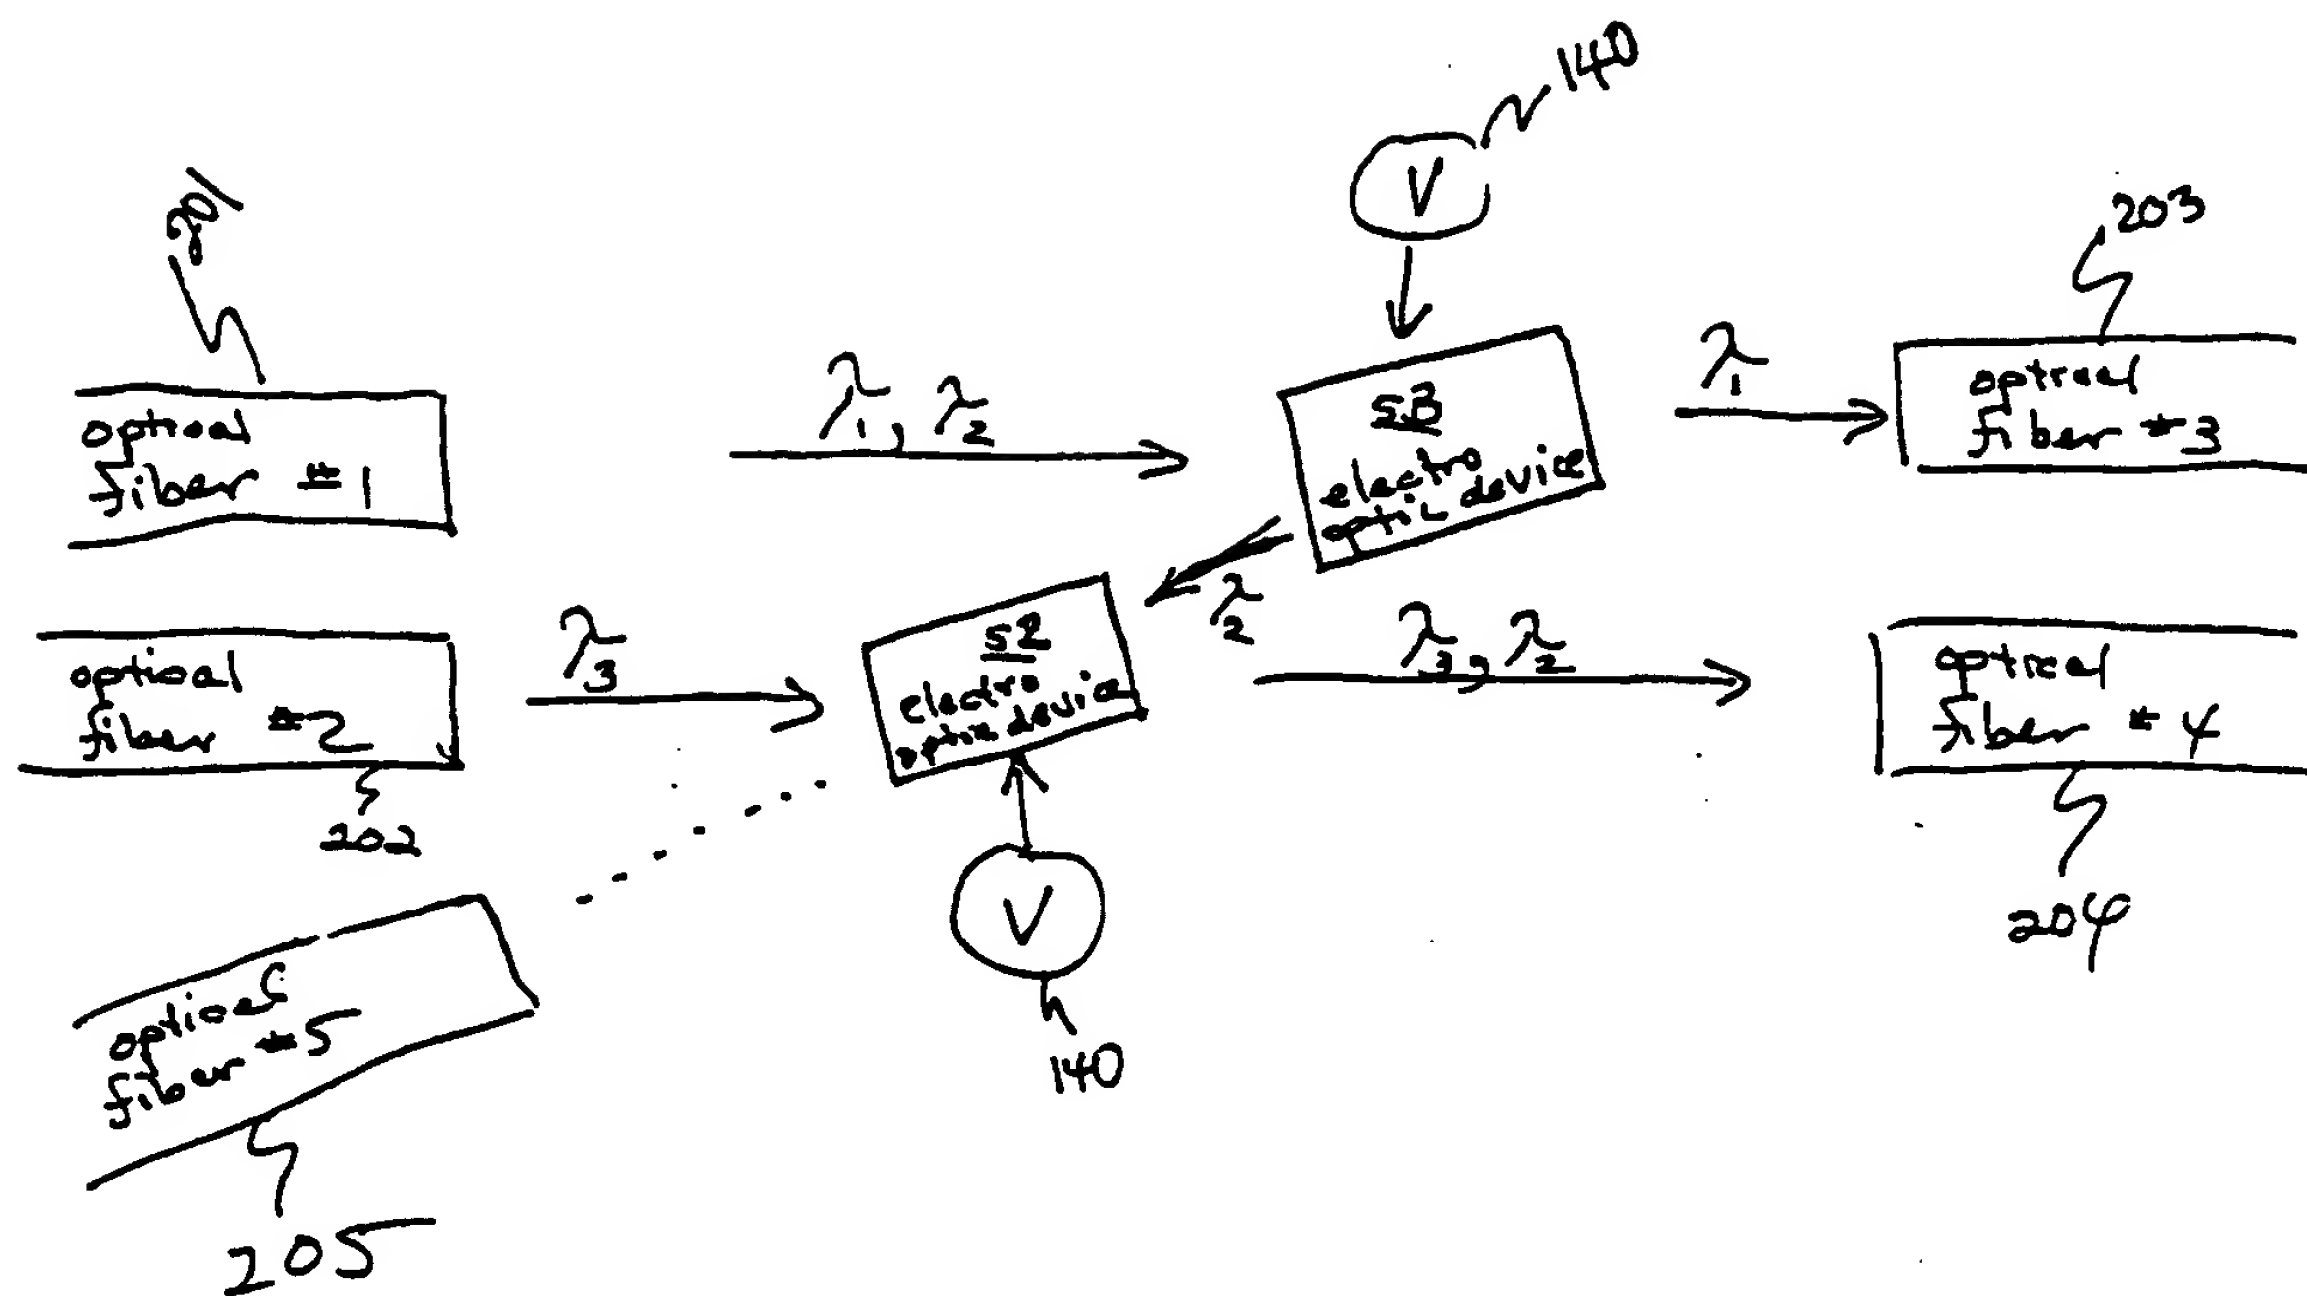 140
V
201
203
λ1, λ2
λ1
optical
fiber #1
53
electro
optic device
optical
fiber #3
λ2
λ3
λ3, λ2
optical
fiber #2
52
electro
optic device
optical
fiber #4
202
V
204
optical
fiber #5
140
205